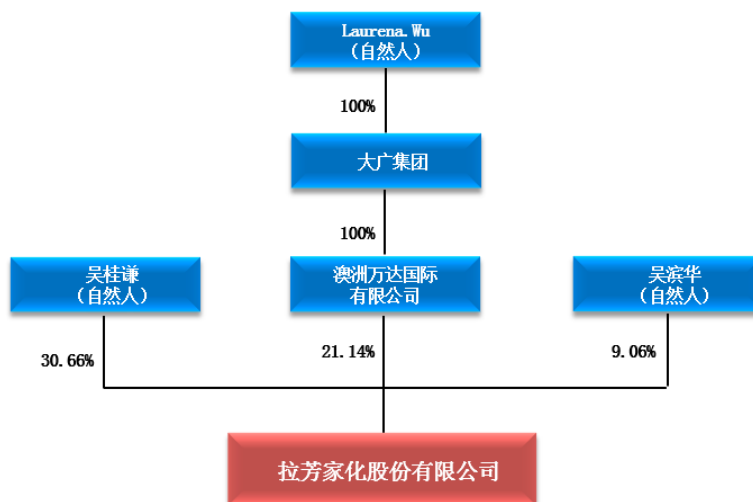 Laurena.Wu
（自然人）
100%
大广集团
100%
吴桂谦
（自然人）
澳洲万达国际
有限公司
吴滨华
（自然人）
30.66%
21.14%
9.06%
拉芳家化股份有限公司